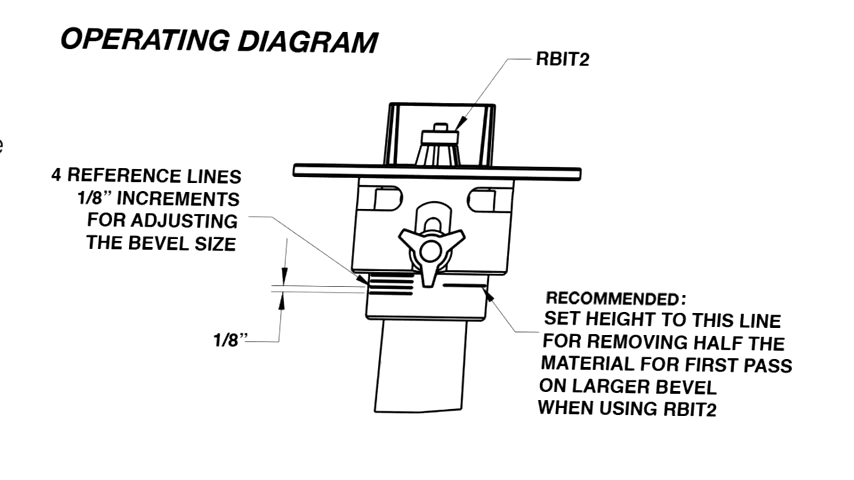 OPERATING DIAGRAM
RBIT2
4 REFERENCE LINES
1/8” INCREMENTS
FOR ADJUSTING
THE BEVEL SIZE
1/8”
RECOMMENDED:
SET HEIGHT TO THIS LINE
FOR REMOVING HALF THE
MATERIAL FOR FIRST PASS
ON LARGER BEVEL
WHEN USING RBIT2
e